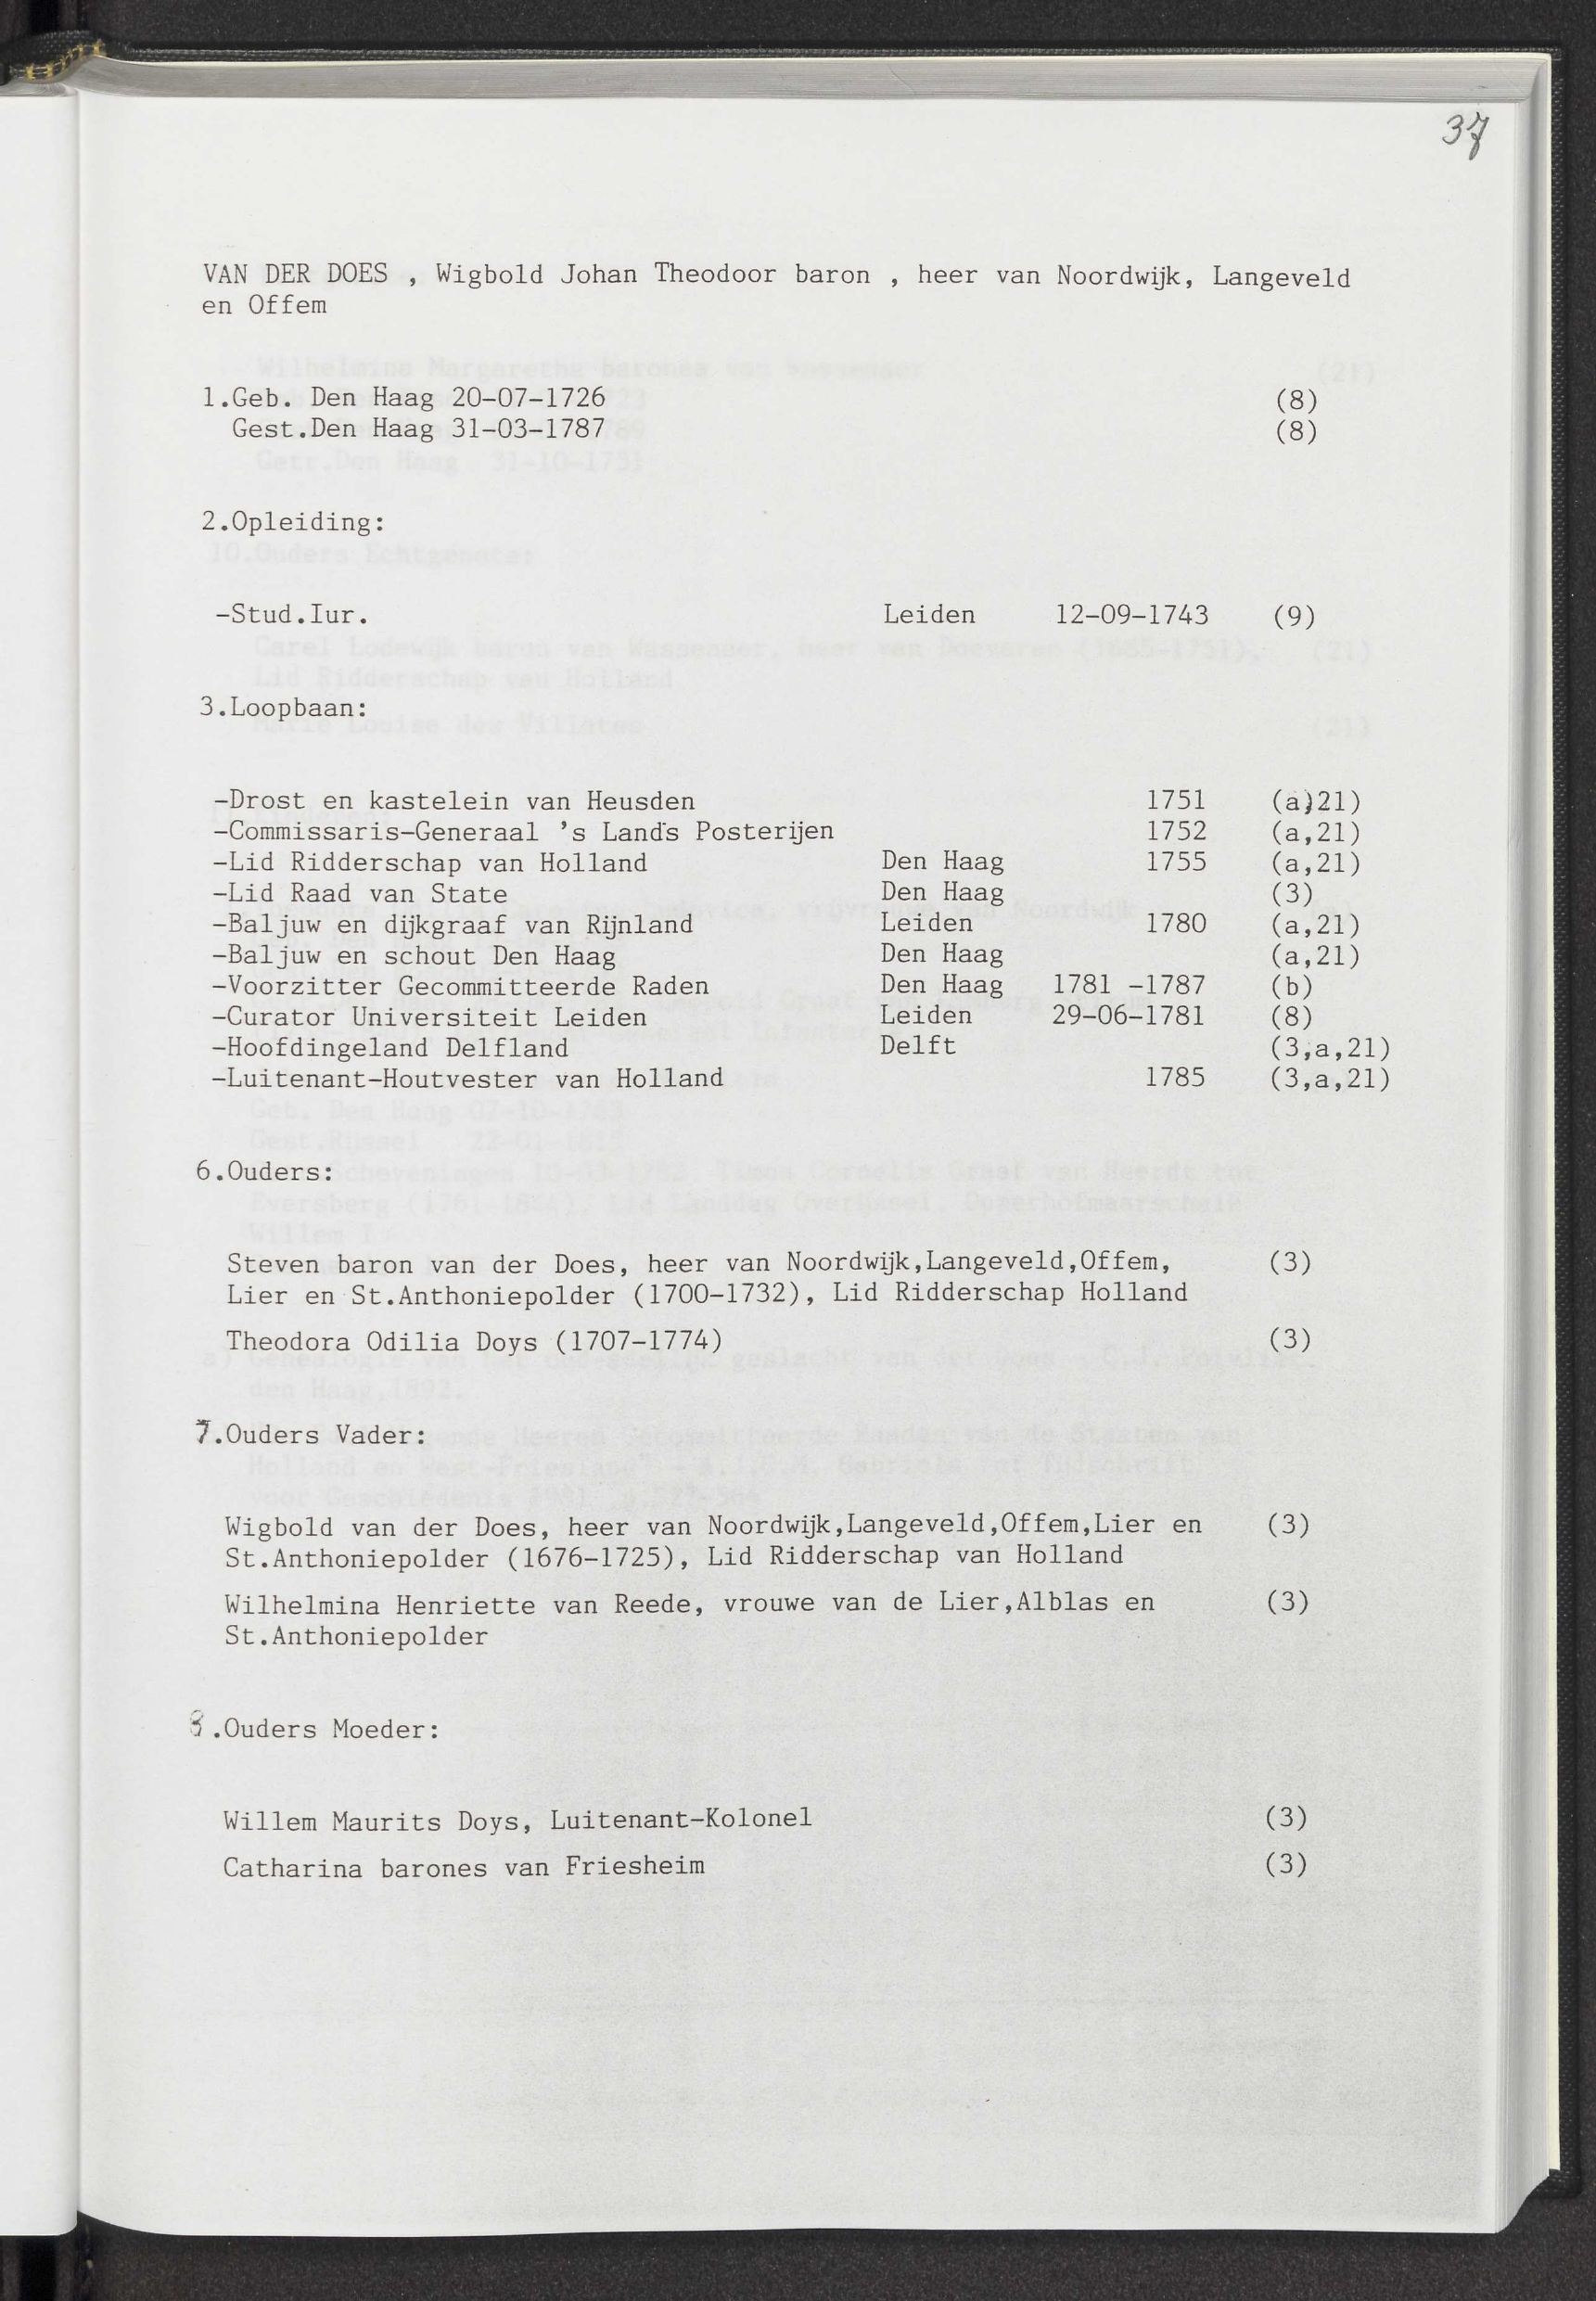 37
VAN DER DOES , Wigbold Johan Theodoor baron , heer van Noordwijk, Langeveld
en Offem
1.Geb. Den Haag 20-07-1726 (8)
Gest.Den Haag 31-03-1787 (8)
2.Opleiding:
-Stud.Iur. Leiden 12-09-1743 (9)
3.Loopbaan:
-Drost en kastelein van Heusden 1751 (a,21)
-Commissaris-Generaal 's Lands Posterijen 1752 (a,21)
-Lid Ridderschap van Holland Den Haag 1755 (a,21)
-Lid Raad van State Den Haag (3)
-Baljuw en dijkgraaf van Rijnland Leiden 1780 (a,21)
-Baljuw en schout Den Haag Den Haag (a,21)
-Voorzitter Gecommitteerde Raden Den Haag 1781 -1787 (b)
-Curator Universiteit Leiden Leiden 29-06-1781 (8)
-Hoofdingeland Delfland Delft (3,a,21)
-Luitenant-Houtvester van Holland 1785 (3,a,21)
6.Ouders:
Steven baron van der Does, heer van Noordwijk,Langeveld,Offem, (3)
Lier en St.Anthoniepolder (1700-1732), Lid Ridderschap Holland
Theodora Odilia Doys (1707-1774) (3)
7.Ouders Vader:
Wigbold van der Does, heer van Noordwijk,Langeveld,Offem,Lier en (3)
St.Anthoniepolder (1676-1725), Lid Ridderschap van Holland
Wilhelmina Henriette van Reede, vrouwe van de Lier,Alblas en (3)
St.Anthoniepolder
8.Ouders Moeder:
Willem Maurits Doys, Luitenant-Kolonel (3)
Catharina barones van Friesheim (3)